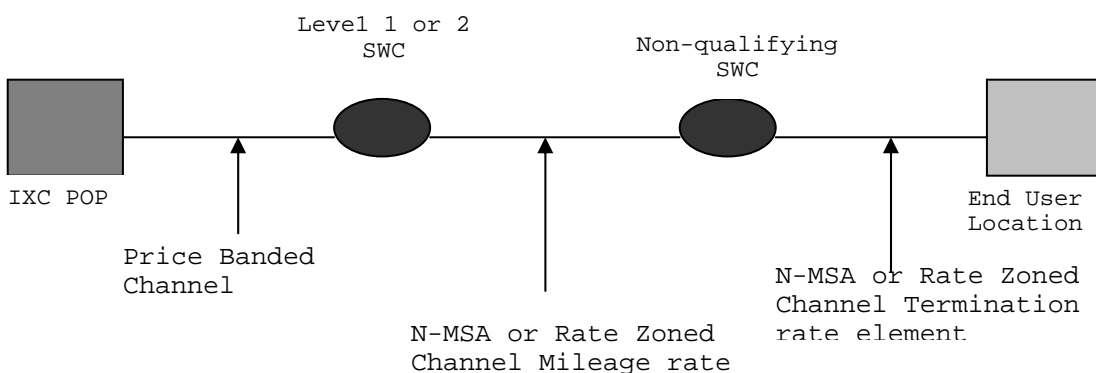 Level 1 or 2
SWC
Non-qualifying
SWC
IXC POP
End User
Location
Price Banded
Channel
N-MSA or Rate Zoned
Channel Mileage rate
N-MSA or Rate Zoned
Channel Termination
rate element